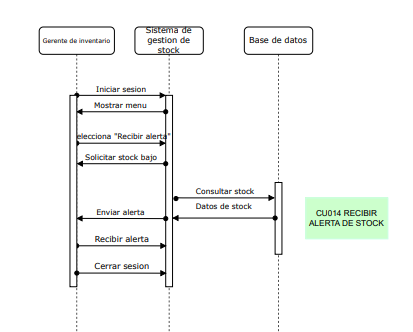 Gerente de inventario
Sistema de
gestion de
stock
Base de datos
Iniciar sesion
Mostrar menu
elecciona "Recibir alerta"
Solicitar stock bajo
Consultar stock
Datos de stock
Enviar alerta
Recibir alerta
Cerrar sesion
CU014 RECIBIR
ALERTA DE STOCK